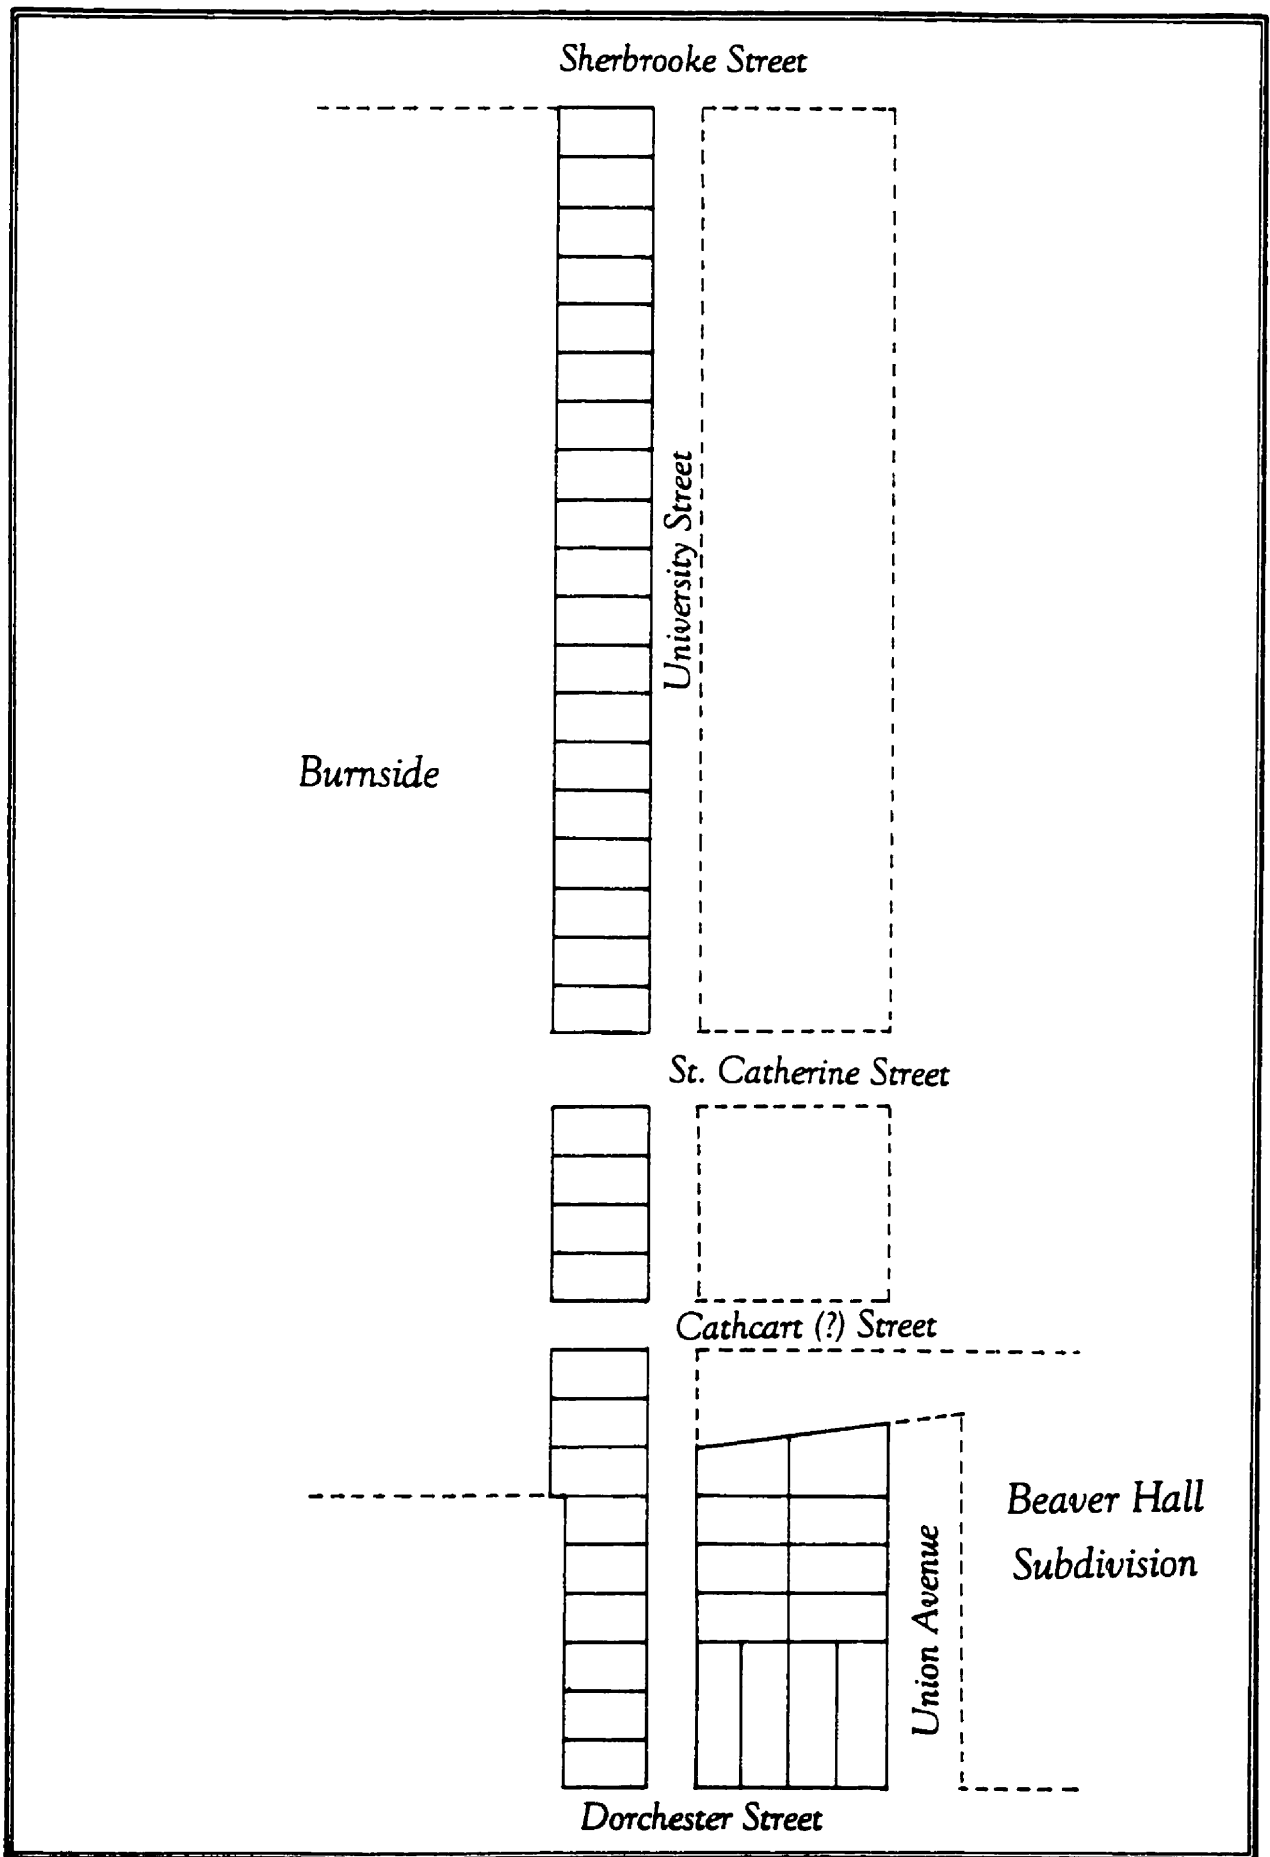 Sherbrooke Street
University Street
Burnside
St. Catherine Street
Cathcart (?) Street
Beaver Hall
Subdivision
Union Avenue
Dorchester Street